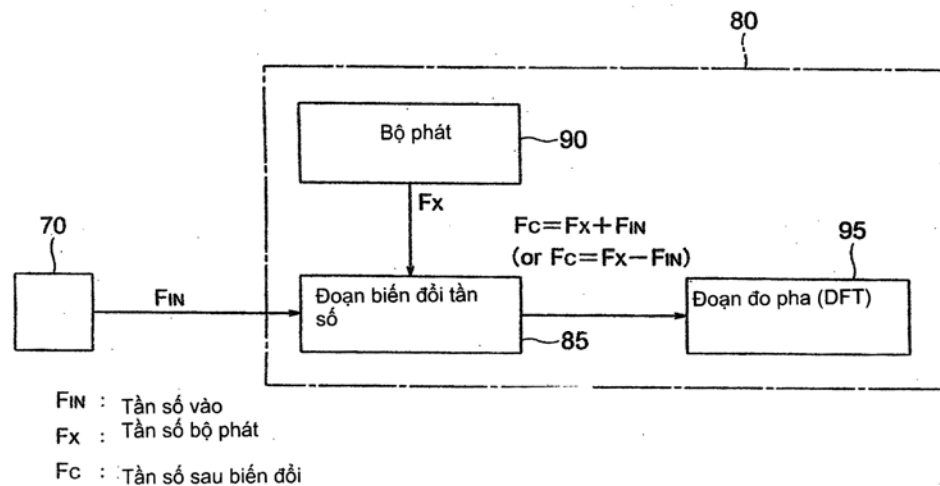 80
Bộ phát
90
Fx
70
Fc=Fx+FIN
(or Fc=Fx−FIN)
95
FIN
Đoạn biến đổi tần
số
Đoạn đo pha (DFT)
85
FIN : Tần số vào
Fx : Tần số bộ phát
Fc : Tần số sau biến đổi